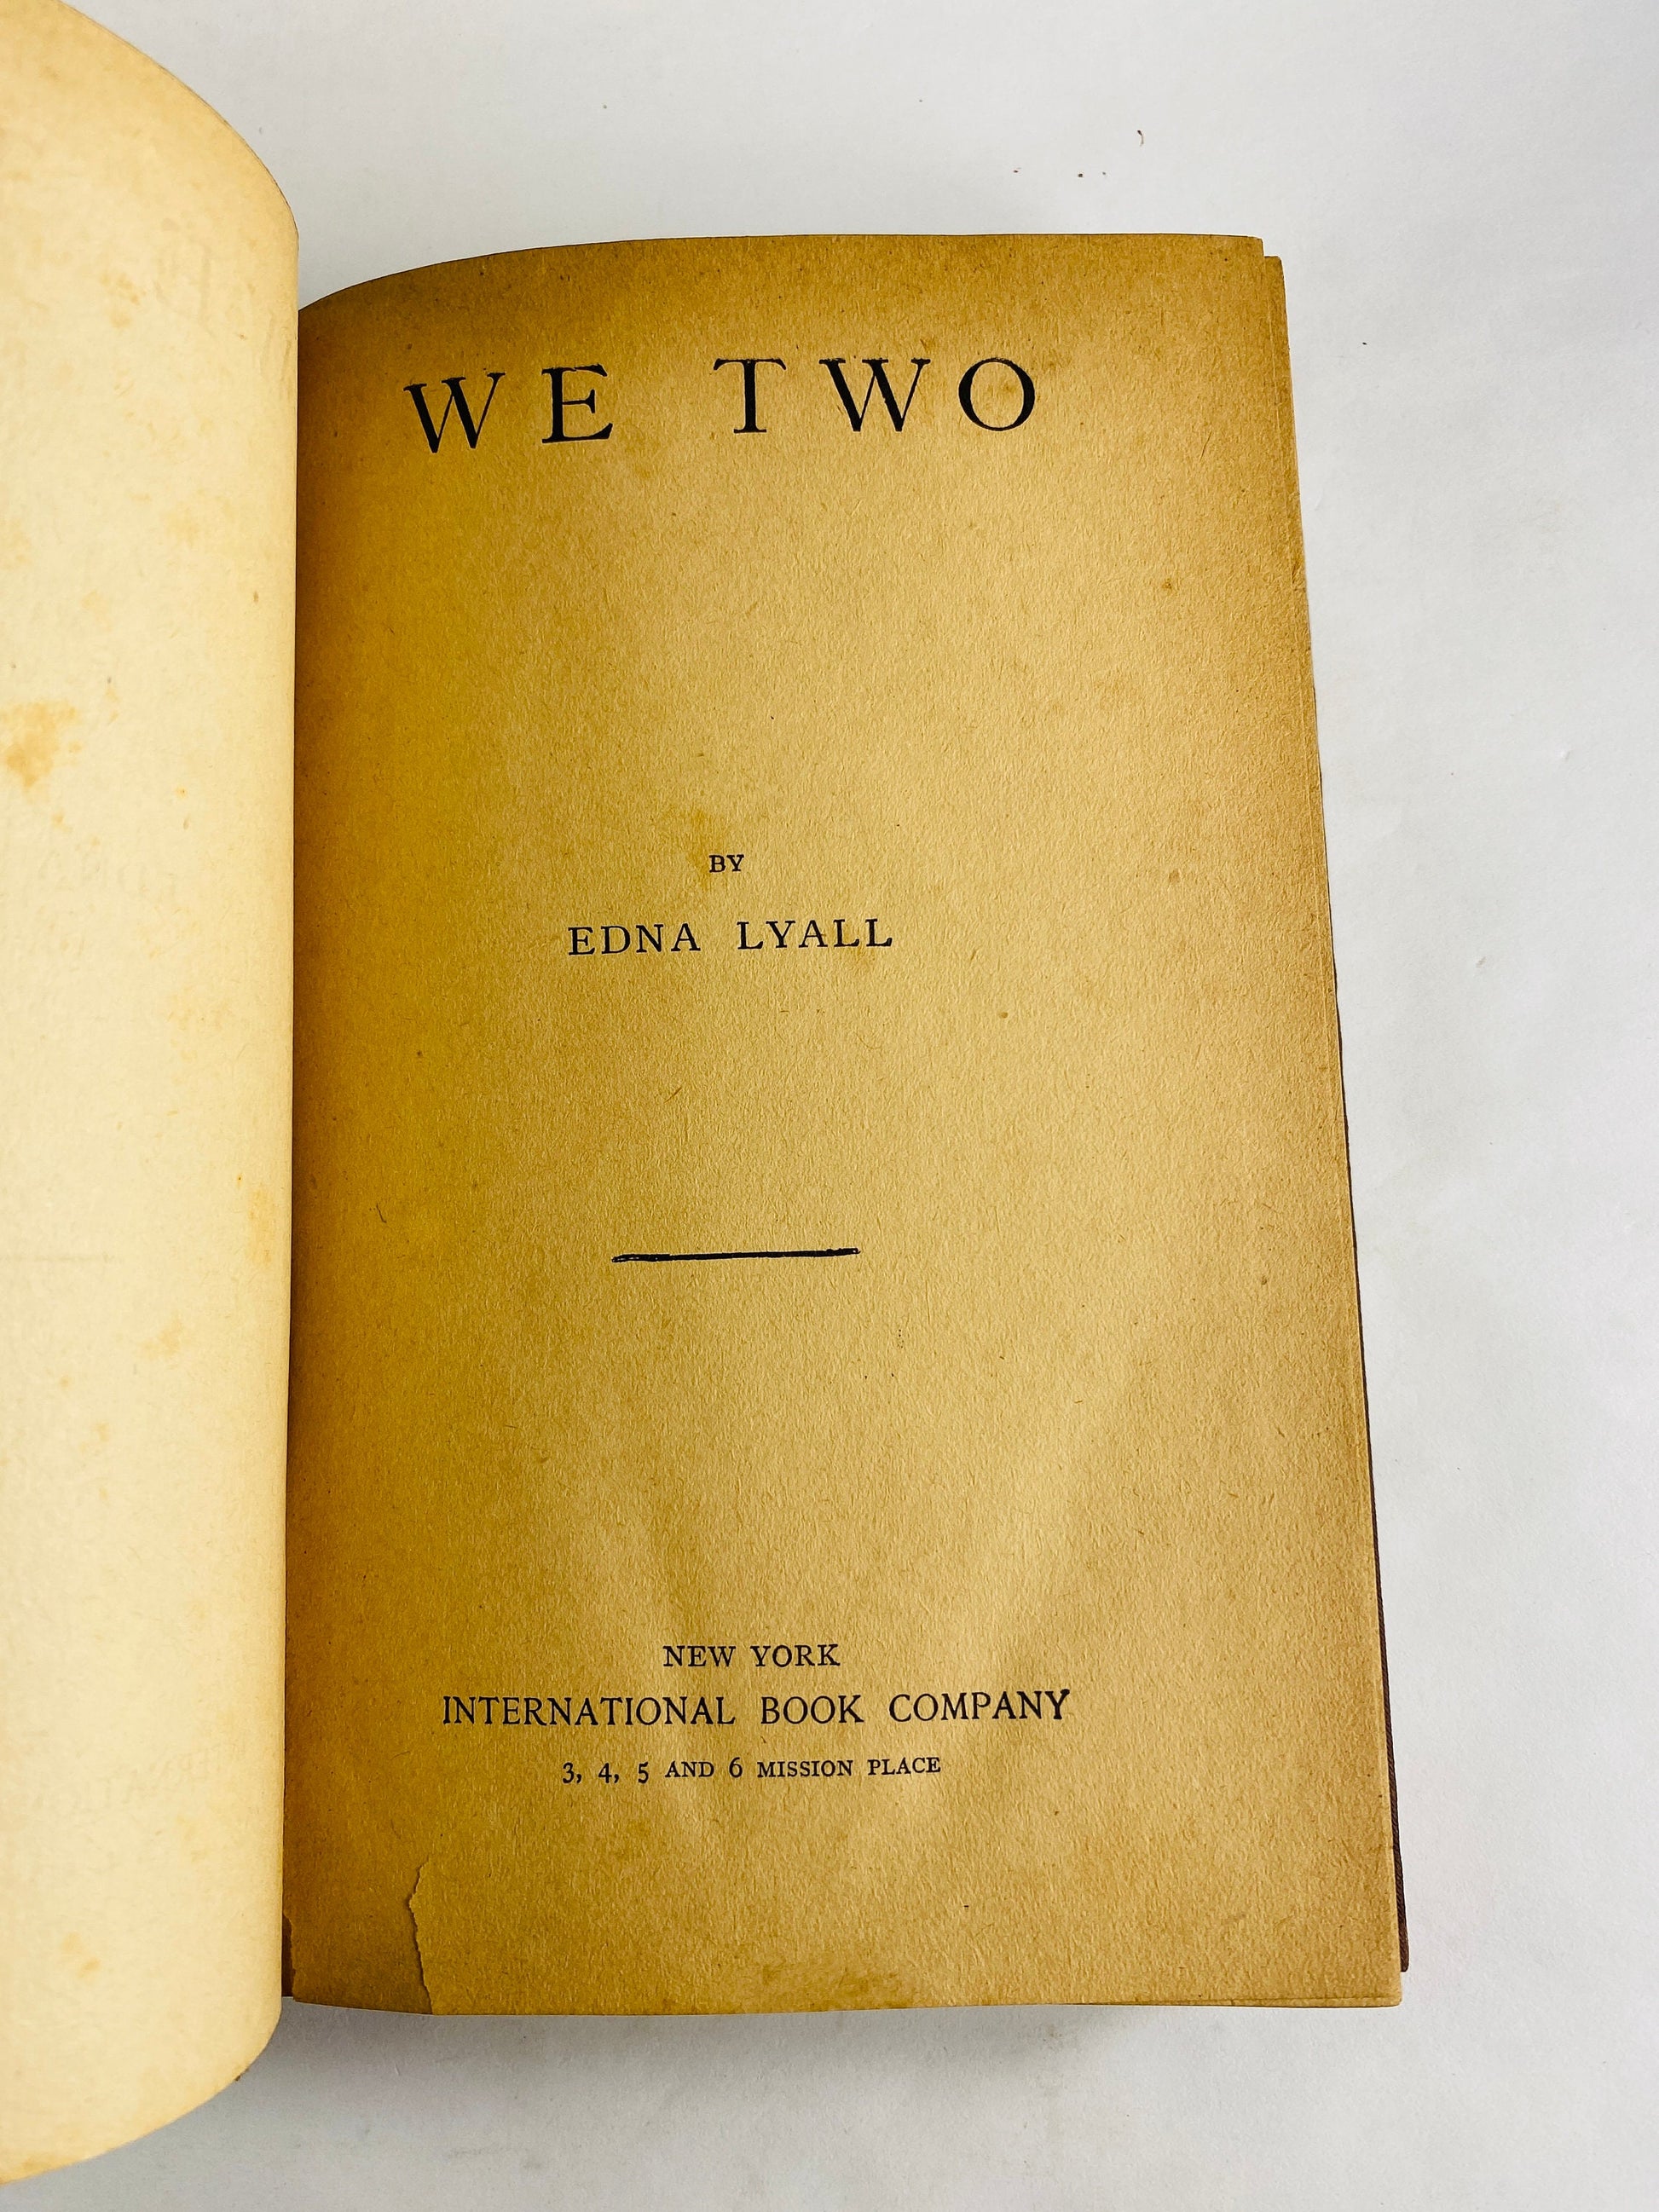 WE TWO
BY
EDNA LYALL
NEW YORK
INTERNATIONAL BOOK COMPANY
3, 4, 5 AND 6 MISSION PLACE